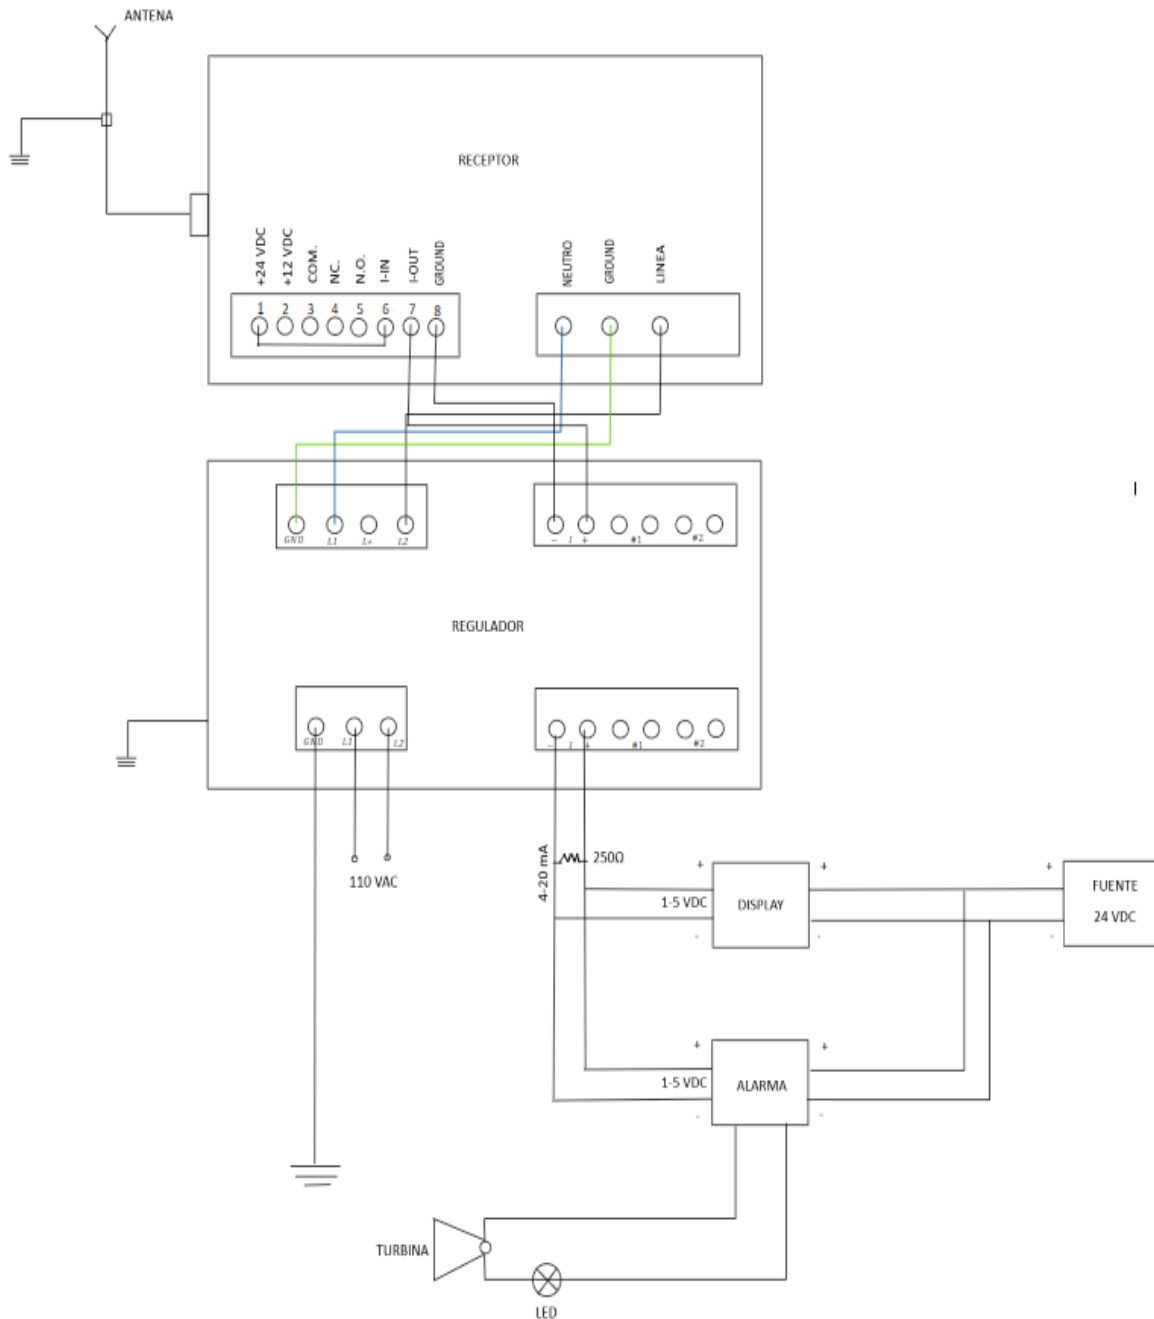 ANTENA
RECEPTOR
+24 VDC
+12 VDC
COM.
NC.
N.O.
I-IN
I-OUT
GROUND
NEUTRO
GROUND
LINEA
1 2 3 4 5 6 7 8
GND L1 L+ L2
- I + #1 #2
REGULADOR
GND L1 L2
- I + #1 #2
110 VAC
4-20 mA
250Ω
+ + +
1-5 VDC
DISPLAY
FUENTE
24 VDC
- - -
+ +
1-5 VDC
ALARMA
- -
TURBINA
LED